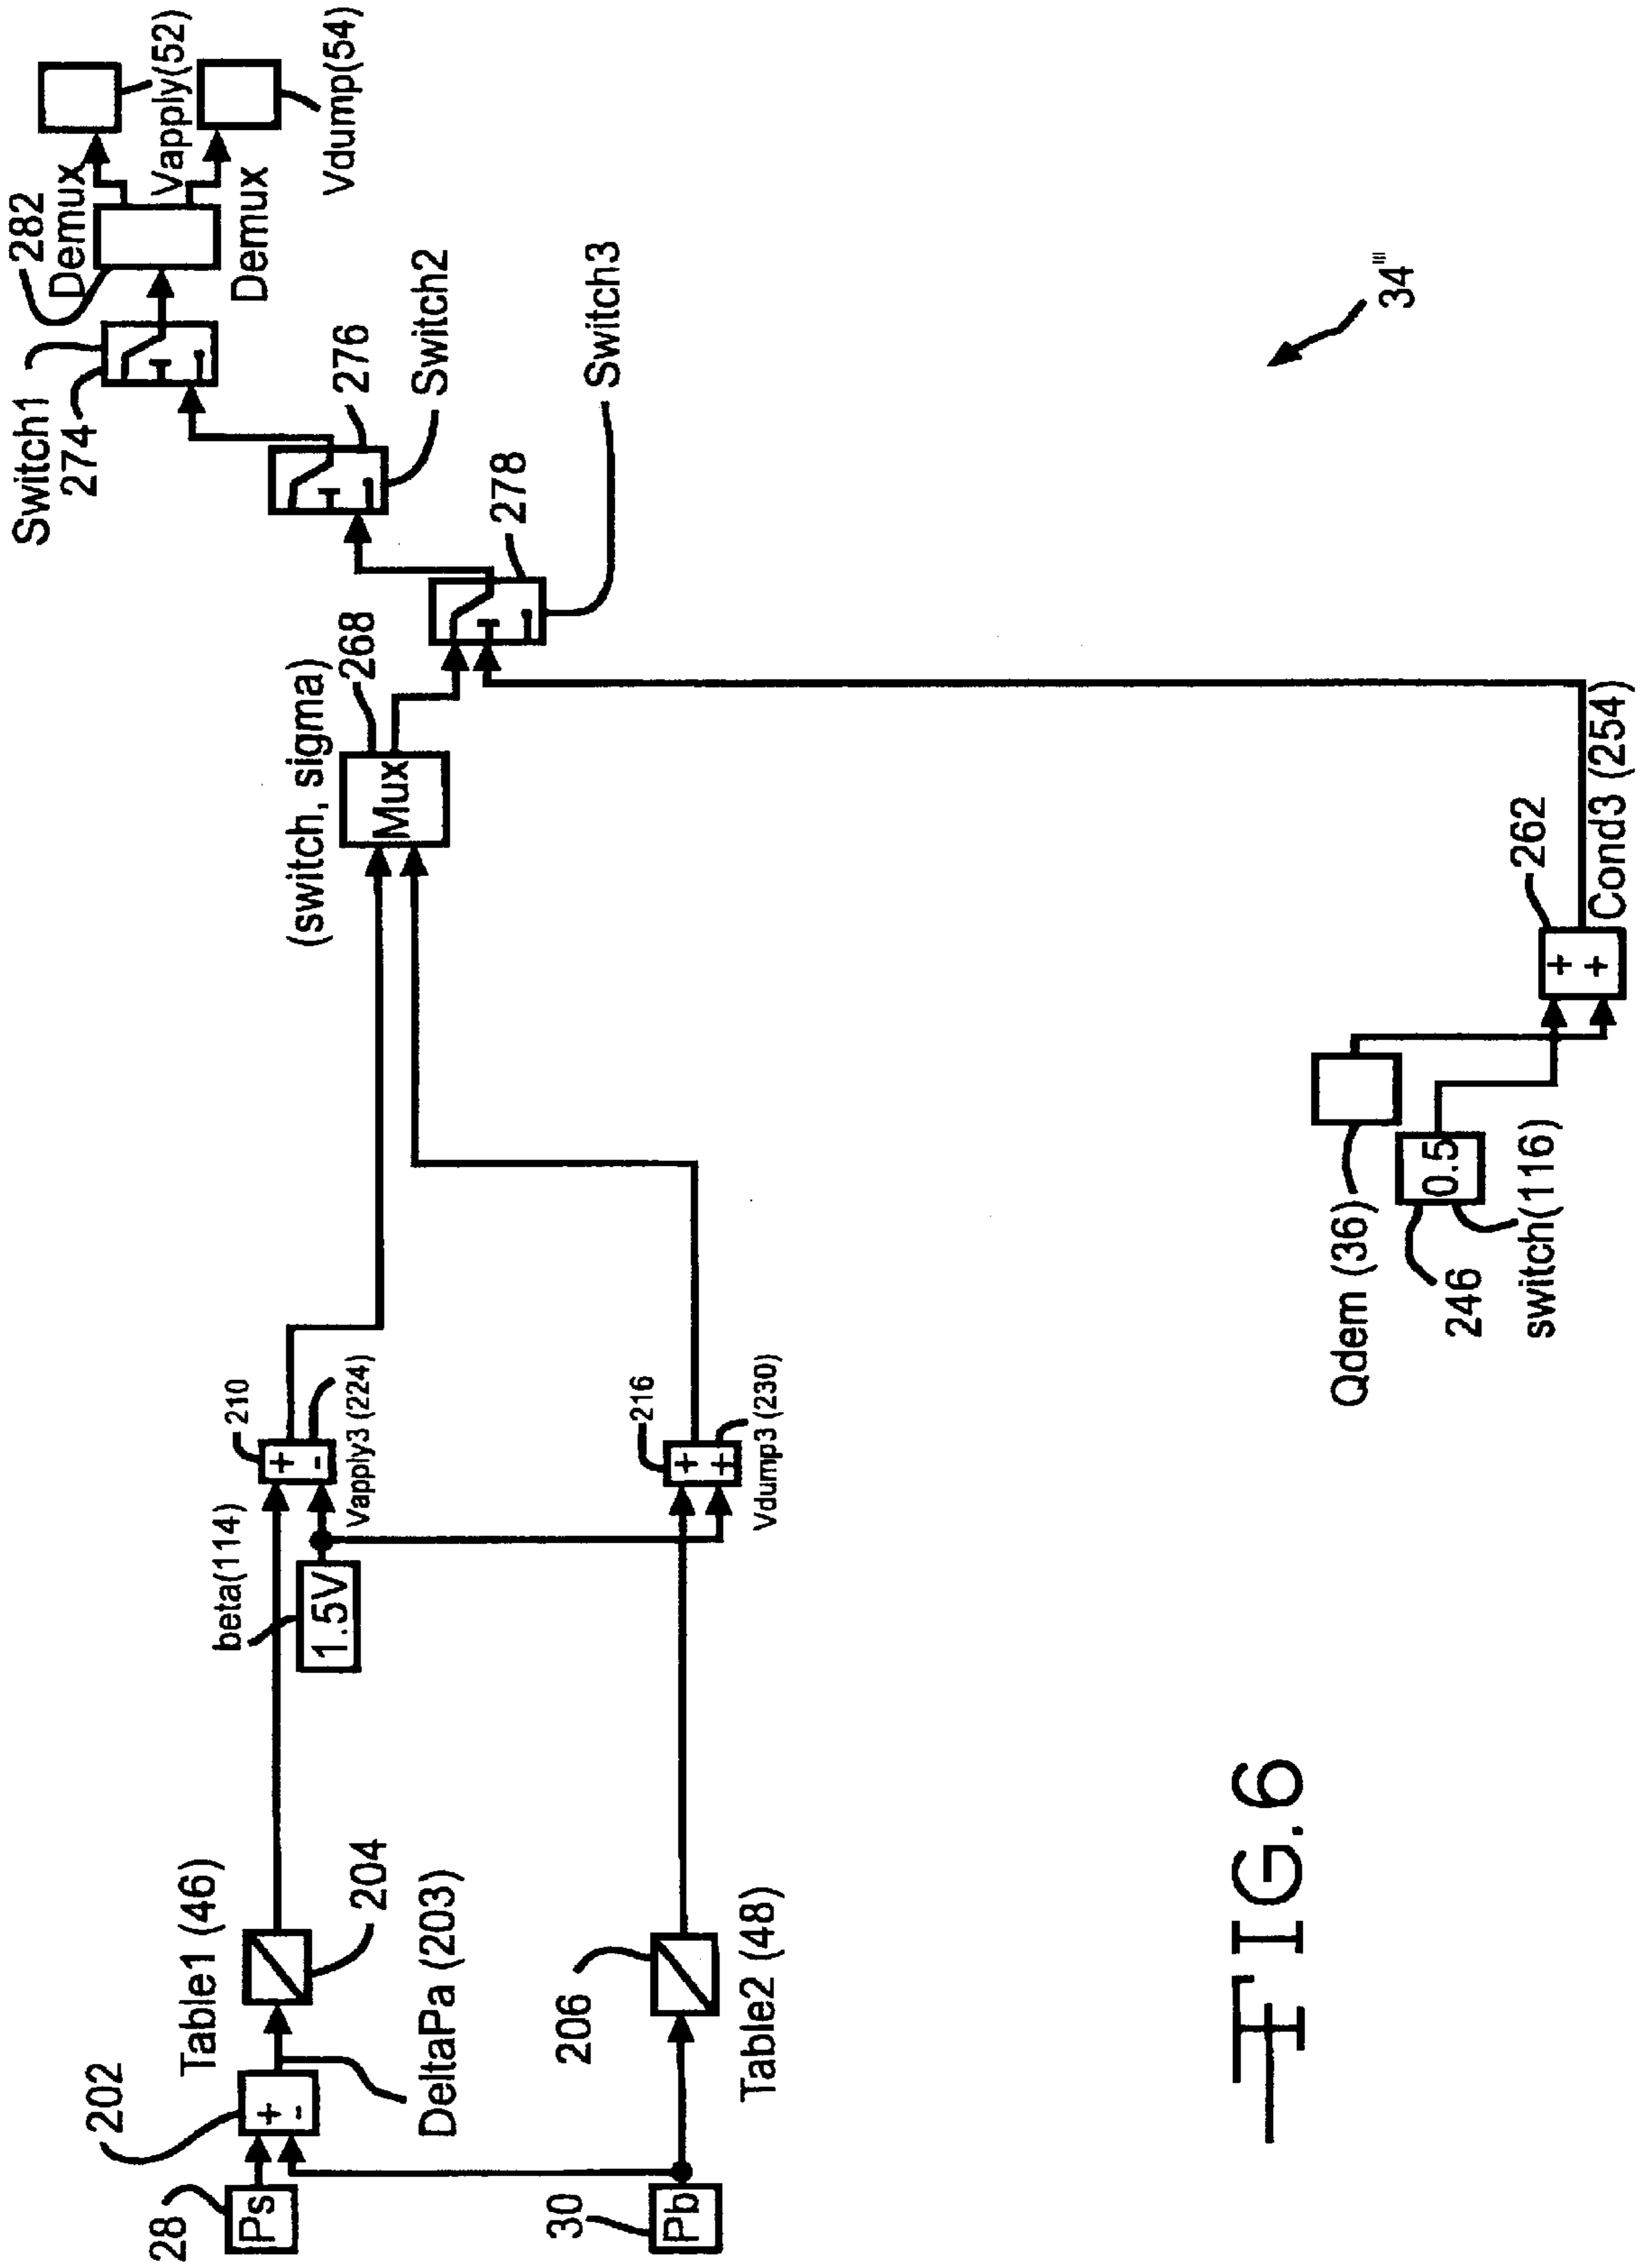 28
Ps
202
+
-
Table1 (46)
204
DeltaPa (203)
30
Pb
206
Table2 (48)
beta(114)
1.5V
210
+
-
Vapply3 (224)
216
+
+
Vdump3 (230)
(switch, sigma)
268
Mux
278
Switch3
276
Switch2
Switch1
274
282
Demux
Demux
Vapply(52)
Vdump(54)
Qdem (36)
0.5
246
switch(116)
262
+
+
Cond3 (254)
34''''
FIG.6